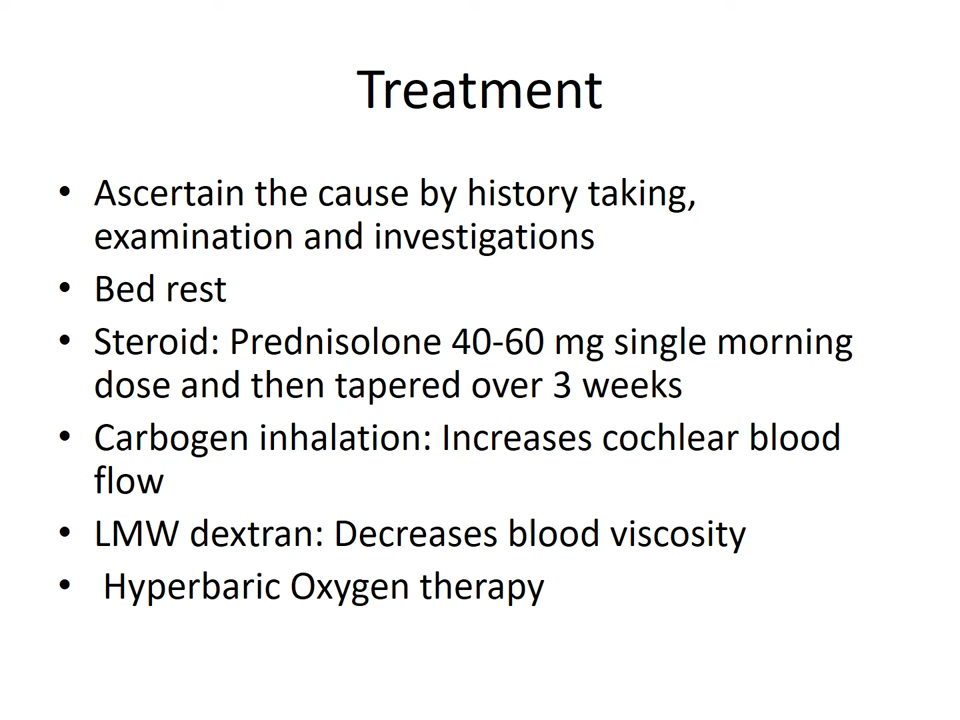 Treatment
• Ascertain the cause by history taking,
examination and investigations
• Bed rest
• Steroid: Prednisolone 40-60 mg single morning
dose and then tapered over 3 weeks
• Carbogen inhalation: Increases cochlear blood
flow
• LMW dextran: Decreases blood viscosity
• Hyperbaric Oxygen therapy